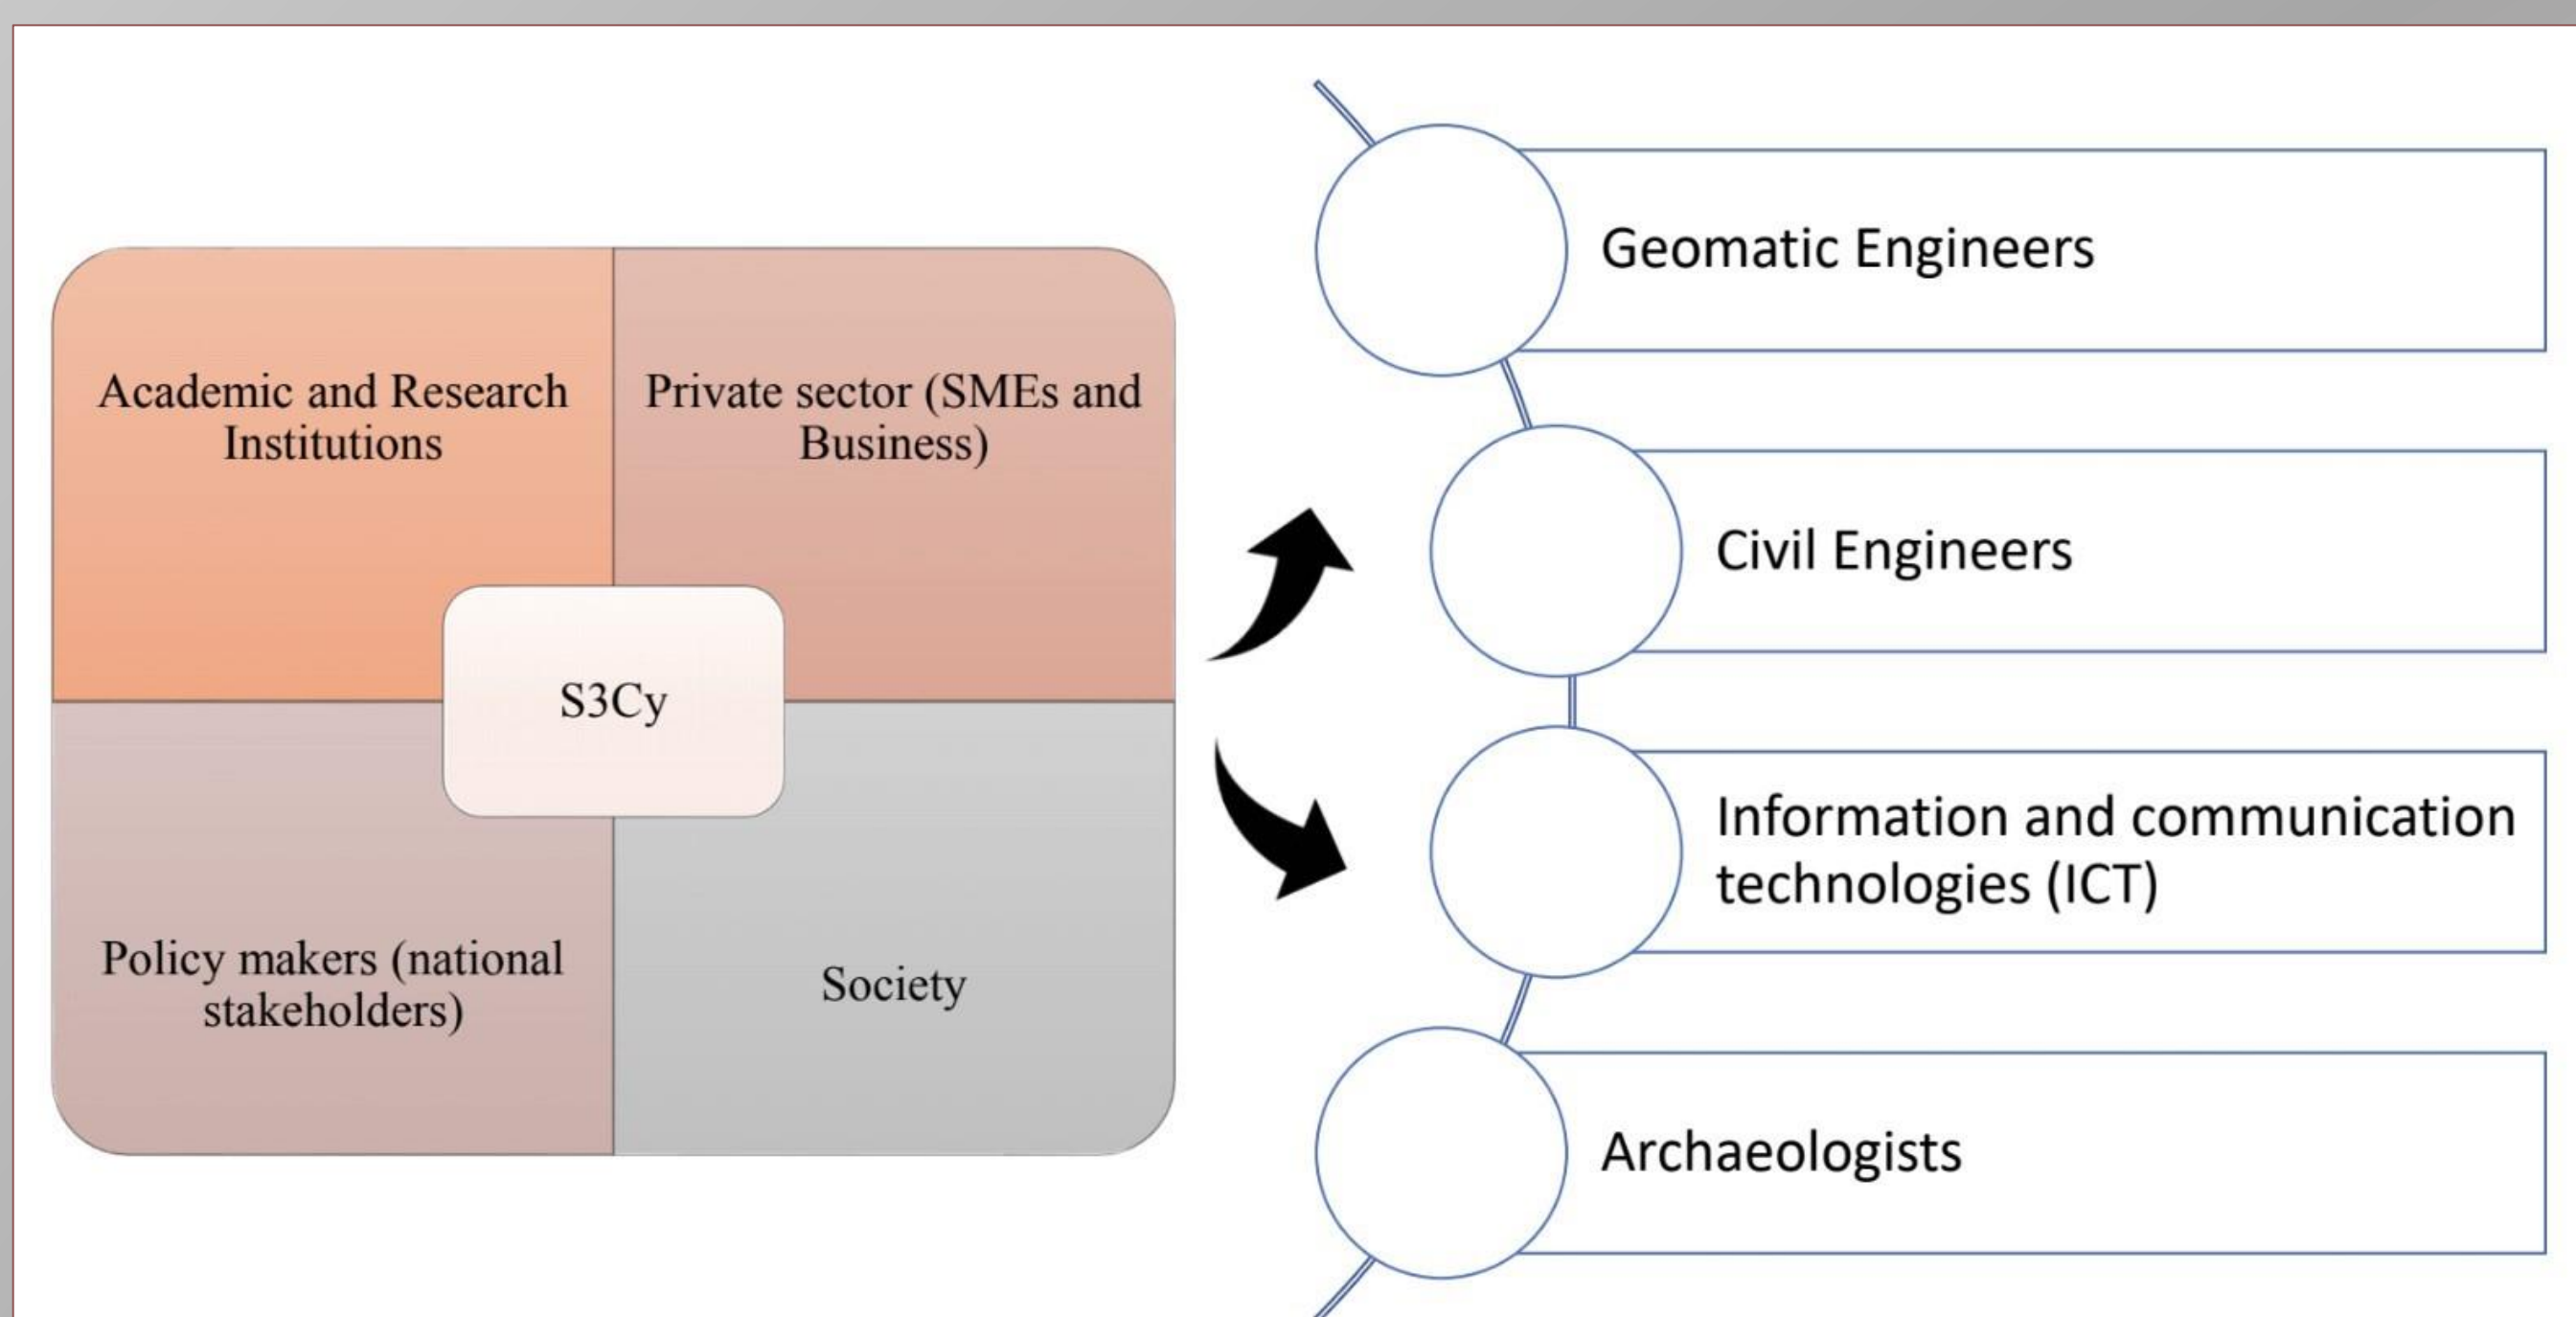 Academic and Research
Institutions
Private sector (SMEs and
Business)
S3Cy
Policy makers (national
stakeholders)
Society
Geomatic Engineers
Civil Engineers
Information and communication
technologies (ICT)
Archaeologists